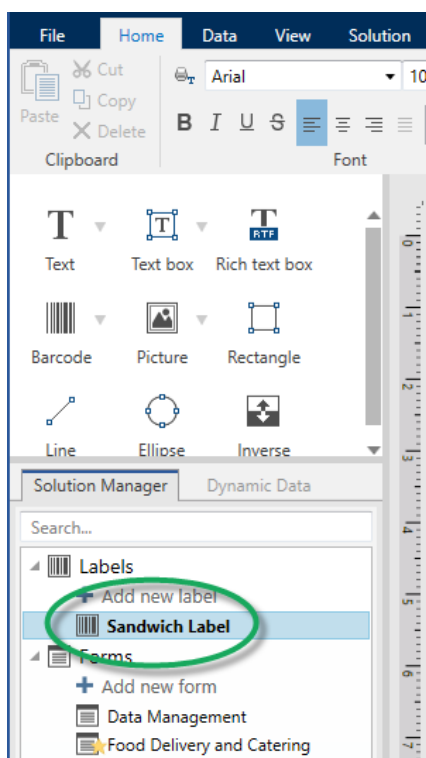 File Home Data View Solution
Cut
Copy
Paste
Delete
Arial 10
B I U S
Clipboard Font
T T T
RTF
Text Text box Rich text box
Barcode Picture Rectangle
Line Ellipse Inverse
Solution Manager Dynamic Data
Search...
Labels
Add new label
Sandwich Label
Forms
Add new form
Data Management
Food Delivery and Catering
0
1
2
3
4
5
6
7